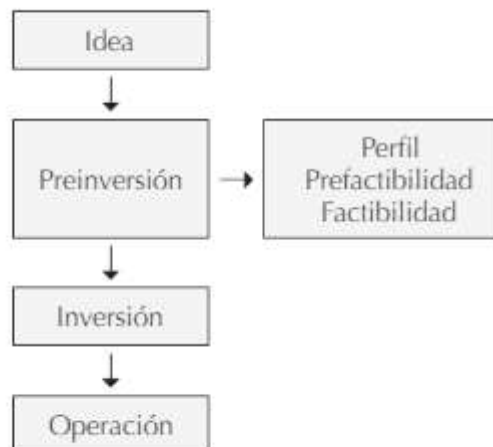 Idea
Preinversión
Perfil
Prefactibilidad
Factibilidad
Inversión
Operación